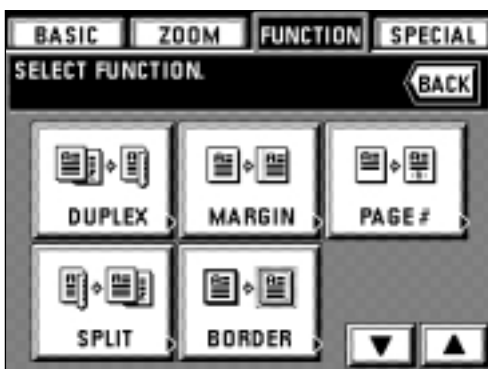 BASIC ZOOM FUNCTION SPECIAL
SELECT FUNCTION.
BACK
DUPLEX MARGIN PAGE #
SPLIT BORDER